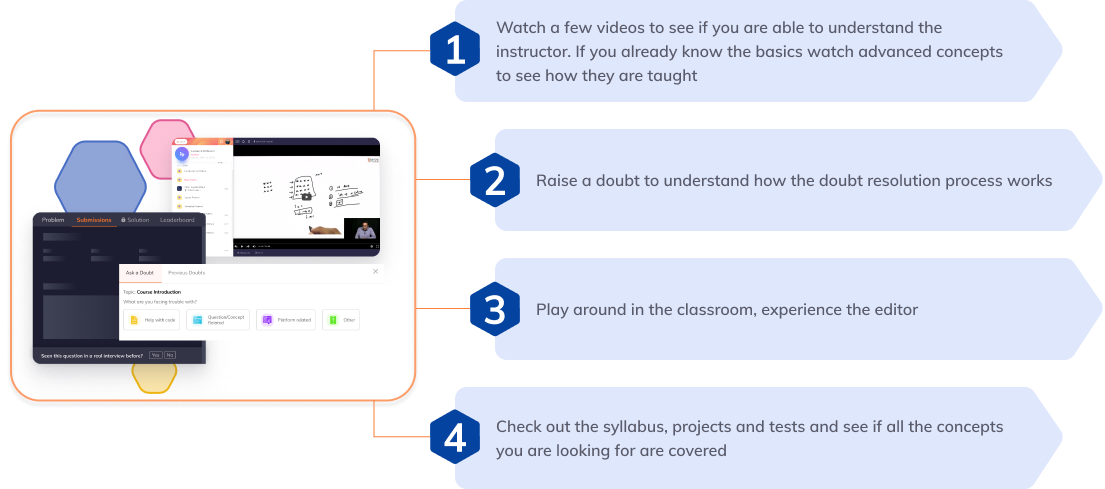 1
Watch a few videos to see if you are able to understand the
instructor. If you already know the basics watch advanced concepts
to see how they are taught
2
Raise a doubt to understand how the doubt resolution process works
3
Play around in the classroom, experience the editor
4
Check out the syllabus, projects and tests and see if all the concepts
you are looking for are covered
Problem Submissions Solution Leaderboard
Ask a Doubt Previous Doubts
Topic: Course Introduction
What are you facing trouble with?
Help with code
Question/Concept
Related
Platform related
Other
Seen this question in a real interview before? Yes No